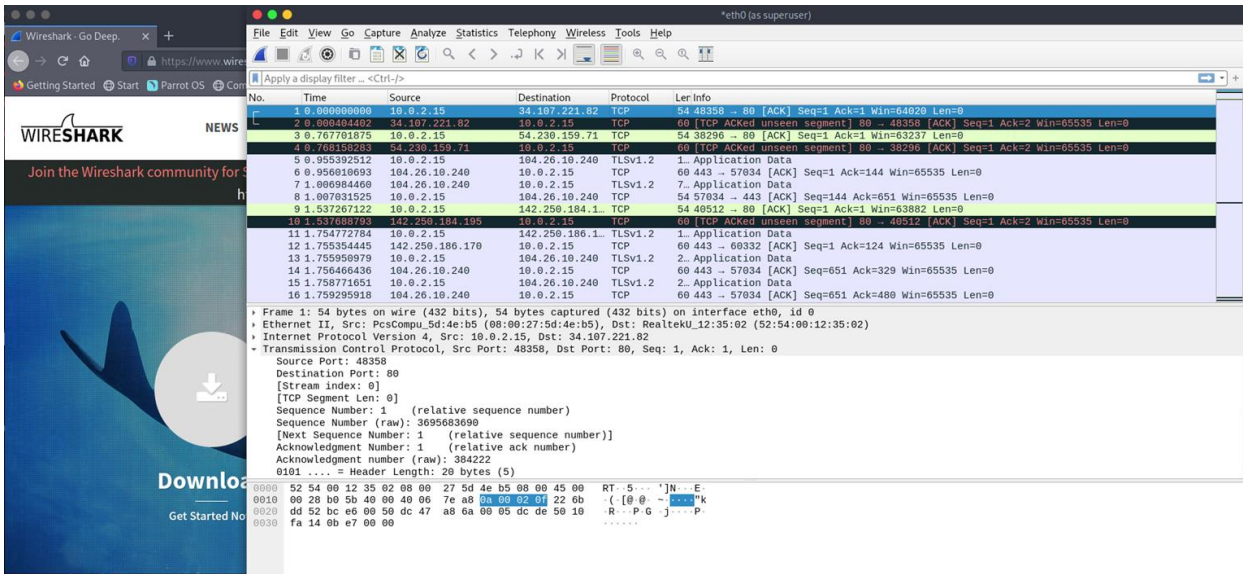 Wireshark · Go Deep.
https://www.wire
Getting Started Start Parrot OS Com
WIRESHARK NEWS
Join the Wireshark community for S
h
Downloa
Get Started No
*eth0 (as superuser)
File Edit View Go Capture Analyze Statistics Telephony Wireless Tools Help
Apply a display filter ... <Ctrl-/>
No. Time Source Destination Protocol Ler Info
1 0.000000000 10.0.2.15 34.107.221.82 TCP 54 48358 → 80 [ACK] Seq=1 Ack=1 Win=64020 Len=0
2 0.000404402 34.107.221.82 10.0.2.15 TCP 60 [TCP ACKed unseen segment] 80 → 48358 [ACK] Seq=1 Ack=2 Win=65535 Len=0
3 0.767701875 10.0.2.15 54.230.159.71 TCP 54 38296 → 80 [ACK] Seq=1 Ack=1 Win=63237 Len=0
4 0.768158283 54.230.159.71 10.0.2.15 TCP 60 [TCP ACKed unseen segment] 80 → 38296 [ACK] Seq=1 Ack=2 Win=65535 Len=0
5 0.955392512 10.0.2.15 104.26.10.240 TLSv1.2 1… Application Data
6 0.956010693 104.26.10.240 10.0.2.15 TCP 60 443 → 57034 [ACK] Seq=1 Ack=144 Win=65535 Len=0
7 1.006984460 104.26.10.240 10.0.2.15 TLSv1.2 7… Application Data
8 1.007031525 10.0.2.15 104.26.10.240 TCP 54 57034 → 443 [ACK] Seq=144 Ack=651 Win=65535 Len=0
9 1.537267122 10.0.2.15 142.250.184.1… TCP 54 40512 → 80 [ACK] Seq=1 Ack=1 Win=63882 Len=0
10 1.537688793 142.250.184.195 10.0.2.15 TCP 60 [TCP ACKed unseen segment] 80 → 40512 [ACK] Seq=1 Ack=2 Win=65535 Len=0
11 1.754772784 10.0.2.15 142.250.186.1… TLSv1.2 1… Application Data
12 1.755354445 142.250.186.170 10.0.2.15 TCP 60 443 → 60332 [ACK] Seq=1 Ack=124 Win=65535 Len=0
13 1.755950979 10.0.2.15 104.26.10.240 TLSv1.2 2… Application Data
14 1.756466436 104.26.10.240 10.0.2.15 TCP 60 443 → 57034 [ACK] Seq=651 Ack=329 Win=65535 Len=0
15 1.758771651 10.0.2.15 104.26.10.240 TLSv1.2 2… Application Data
16 1.759295918 104.26.10.240 10.0.2.15 TCP 60 443 → 57034 [ACK] Seq=651 Ack=480 Win=65535 Len=0
Frame 1: 54 bytes on wire (432 bits), 54 bytes captured (432 bits) on interface eth0, id 0
Ethernet II, Src: PcsCompu_5d:4e:b5 (08:00:27:5d:4e:b5), Dst: RealtekU_12:35:02 (52:54:00:12:35:02)
Internet Protocol Version 4, Src: 10.0.2.15, Dst: 34.107.221.82
Transmission Control Protocol, Src Port: 48358, Dst Port: 80, Seq: 1, Ack: 1, Len: 0
Source Port: 48358
Destination Port: 80
[Stream index: 0]
[TCP Segment Len: 0]
Sequence Number: 1 (relative sequence number)
Sequence Number (raw): 3695683690
[Next Sequence Number: 1 (relative sequence number)]
Acknowledgment Number: 1 (relative ack number)
Acknowledgment number (raw): 384222
0101 .... = Header Length: 20 bytes (5)
0000 52 54 00 12 35 02 08 00 27 5d 4e b5 08 00 45 00 RT··5··· ']N···E·
0010 00 28 b0 5b 40 00 40 06 7e a8 0a 00 02 0f 22 6b ·(·[@·@· ~·····"k
0020 dd 52 bc e6 00 50 dc 47 a8 6a 00 05 dc de 50 10 ·R···P·G ·j····P·
0030 fa 14 0b e7 00 00 ······